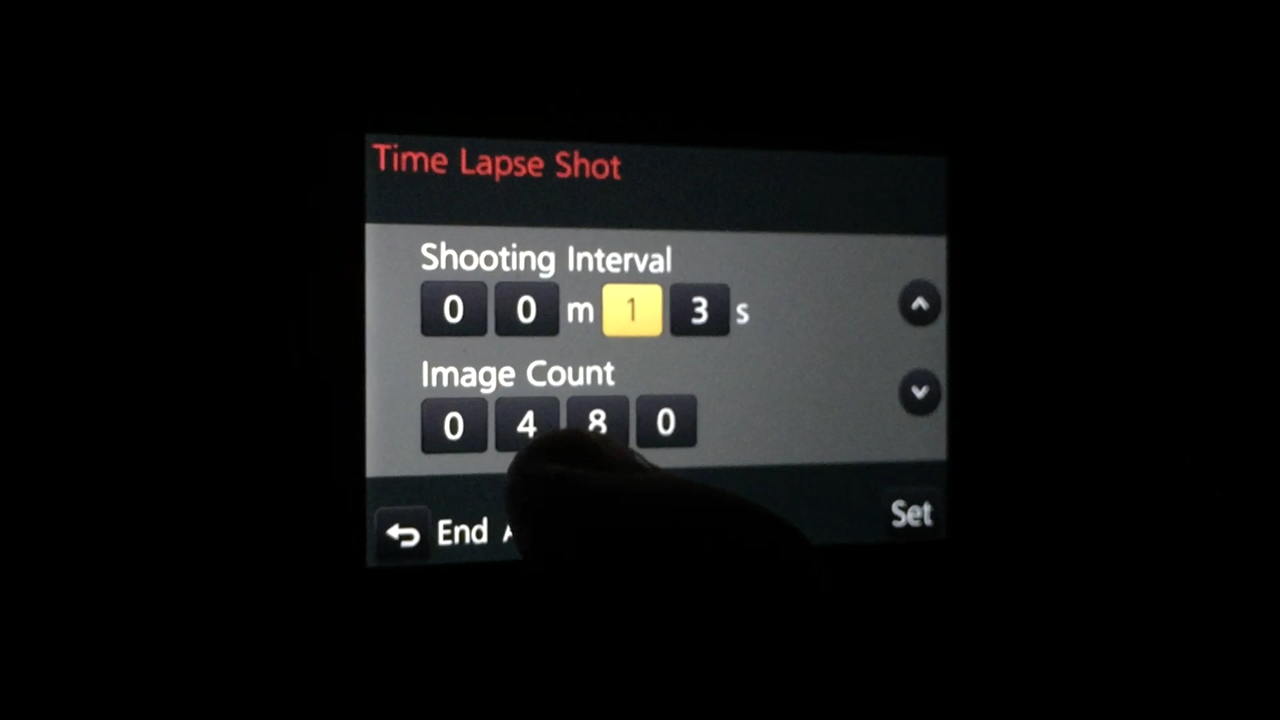 Time Lapse Shot
Shooting Interval
0 0 m 1 3 s
Image Count
0 4 8 0
End
Set